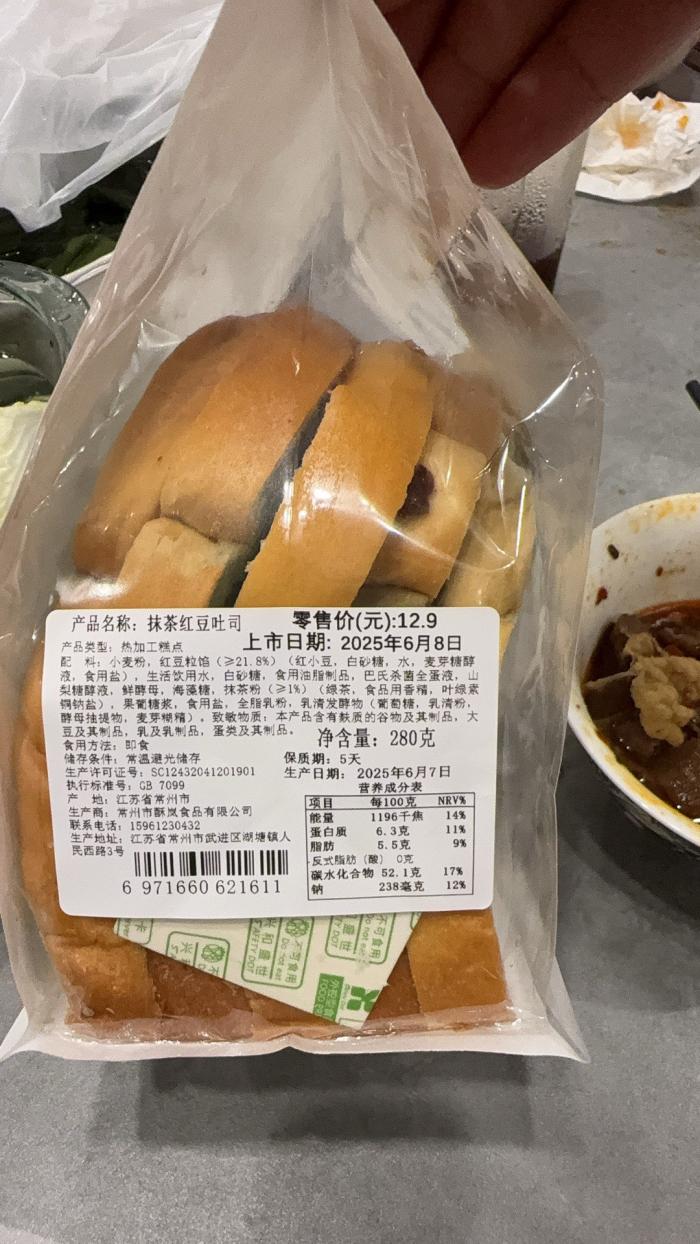 产品名称：抹茶红豆吐司
零售价(元):12.9
产品类型：热加工糕点
上市日期：2025年6月8日
配 料：小麦粉，红豆粒馅（≥21.8%）（红小豆，白砂糖，水，麦芽糖醇
液，食用盐），生活饮用水，白砂糖，食用油脂制品，巴氏杀菌全蛋液，山
梨糖醇液，鲜酵母，海藻糖，抹茶粉（≥1%）（绿茶，食品用香精，叶绿素
铜钠盐），果葡糖浆，食用盐，全脂乳粉，乳清发酵物（葡萄糖，乳清粉，
酵母抽提物，麦芽糊精）。致敏物质：本产品含有麸质的谷物及其制品，大
豆及其制品，乳及乳制品，蛋类及其制品。
净含量：280克
食用方法：即食
储存条件：常温避光储存
保质期：5天
生产许可证号：SC12432041201901
生产日期：2025年6月7日
执行标准号：GB 7099
产 地：江苏省常州市
生产商：常州市酥岚食品有限公司
联系电话：15961230432
生产地址：江苏省常州市武进区湖塘镇人
民西路3号
6 971660 621611
营养成分表
项目 每100克 NRV%
能量 1196千焦 14%
蛋白质 6.3克 11%
脂肪 5.5克 9%
-反式脂肪（酸） 0克
碳水化合物 52.1克 17%
钠 238毫克 12%
不可食用
Do not eat
兴和盛世
SAFETY DOT